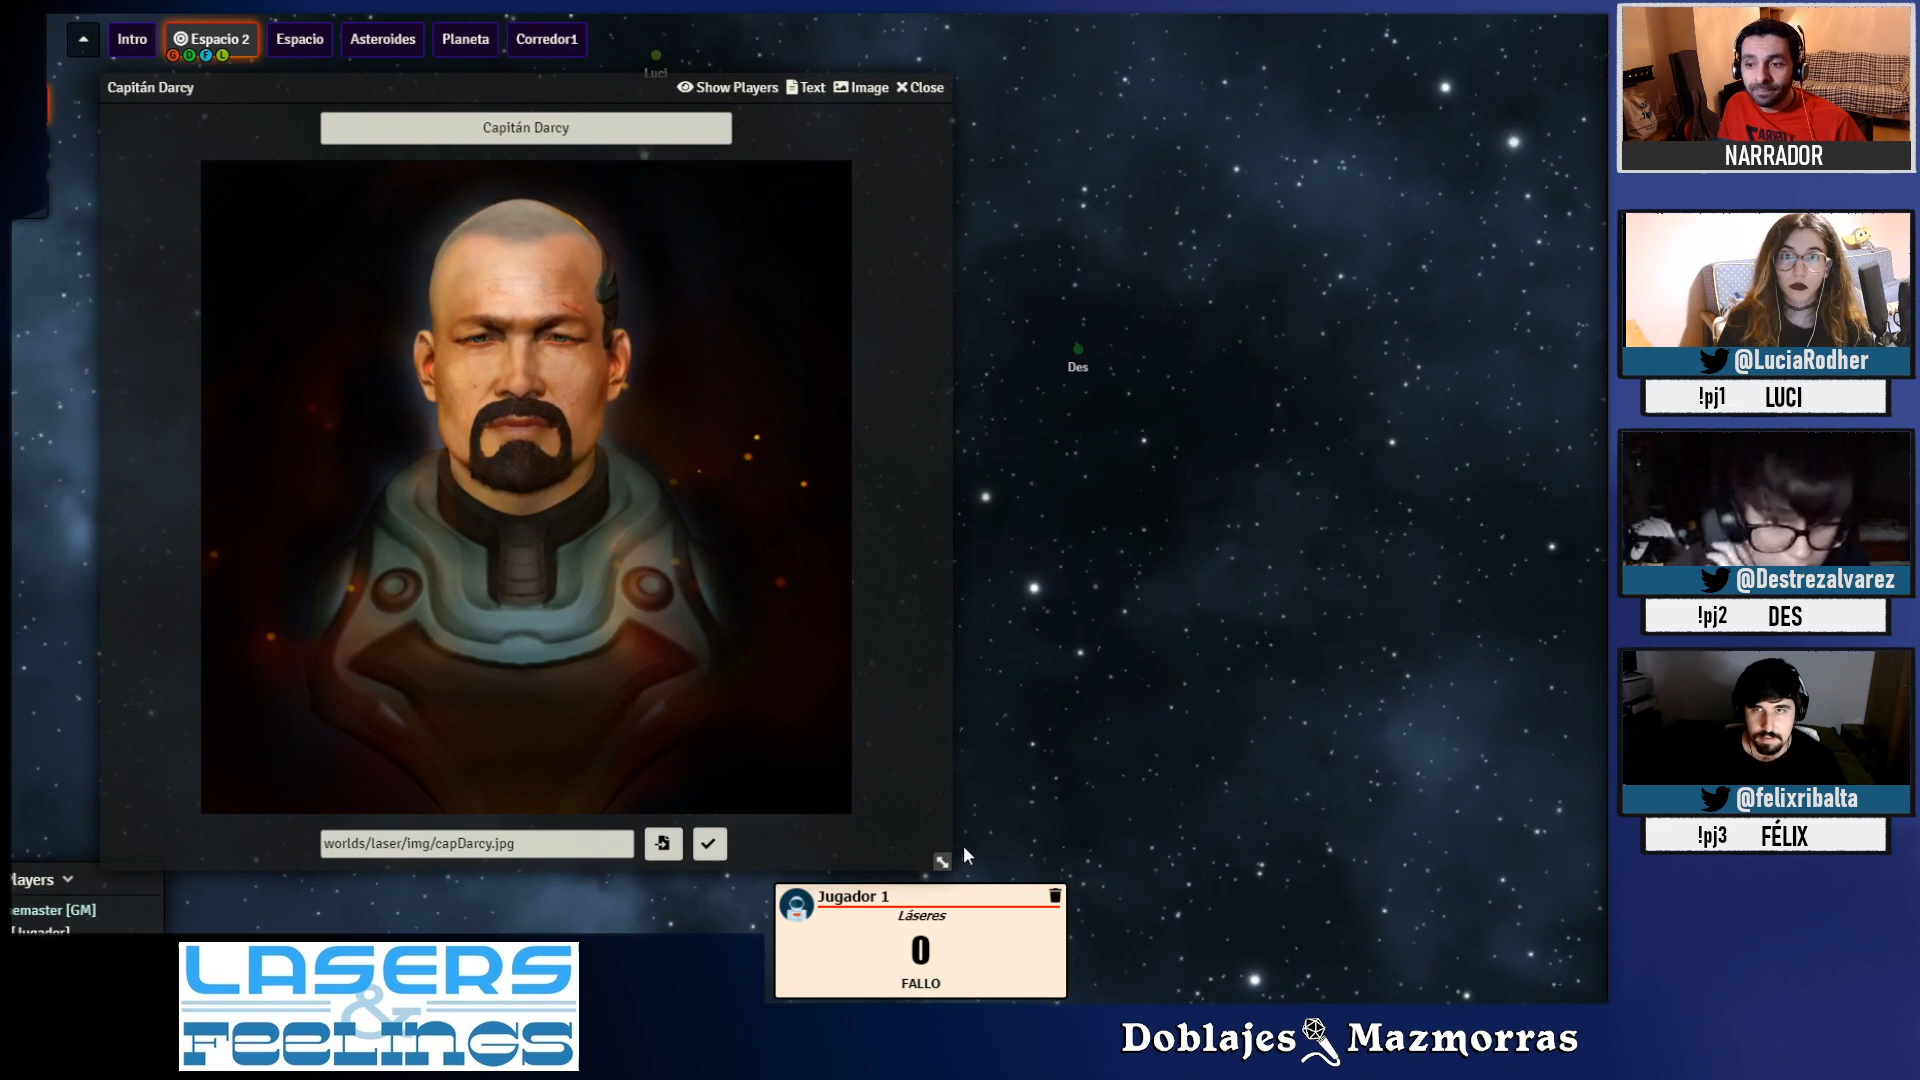 Intro
Espacio 2
Espacio
Asteroides
Planeta
Corredor1
G D F L
Luci
Capitán Darcy
Show Players
Text
Image
Close
Capitán Darcy
Des
worlds/laser/img/capDarcy.jpg
layers
emaster [GM]
[Jugador]
Jugador 1
Láseres
0
FALLO
LASERS
&
FEELINGS
Doblajes Mazmorras
NARRADOR
@LuciaRodher
!pj1 LUCI
@Destrezalvarez
!pj2 DES
@felixribalta
!pj3 FÉLIX